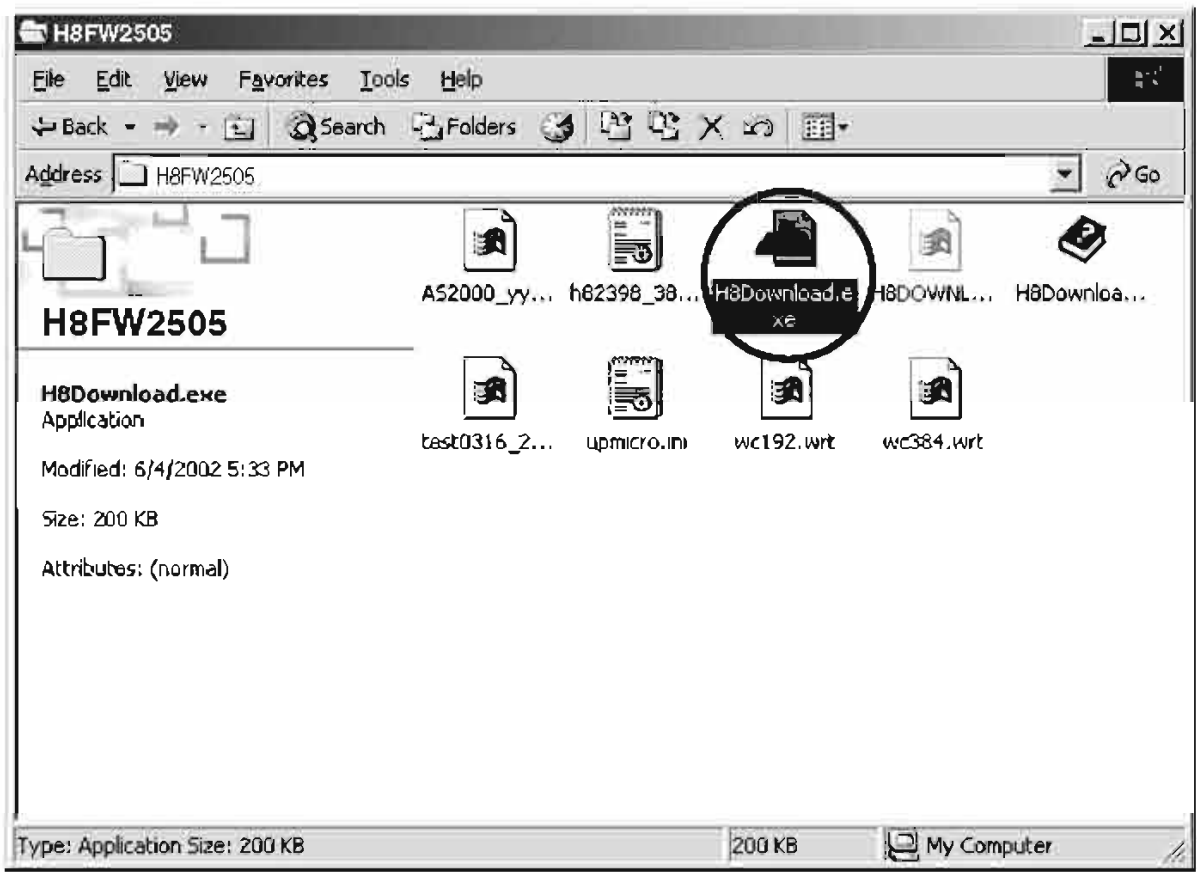 H8FW2505
File Edit View Favorites Tools Help
Back Search Folders
Address H8FW2505 Go
AS2000_yy... h82398_38... H8Download.e H8DOWNL... H8Downloa...
xe
H8FW2505
H8Download.exe
Application
test0316_2... upmicro.ini wc192.wrt wc384.wrt
Modified: 6/4/2002 5:33 PM
Size: 200 KB
Attributes: (normal)
Type: Application Size: 200 KB 200 KB My Computer